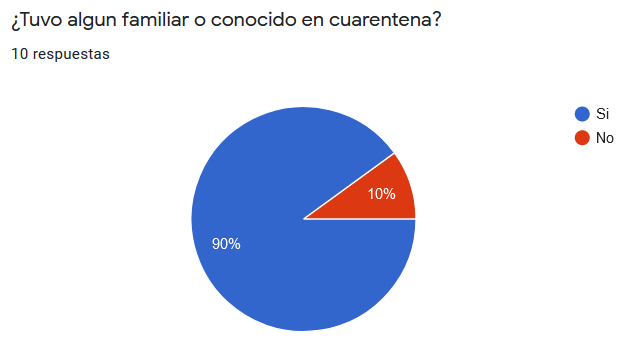 ¿Tuvo algun familiar o conocido en cuarentena?
10 respuestas
Si
No
10%
90%